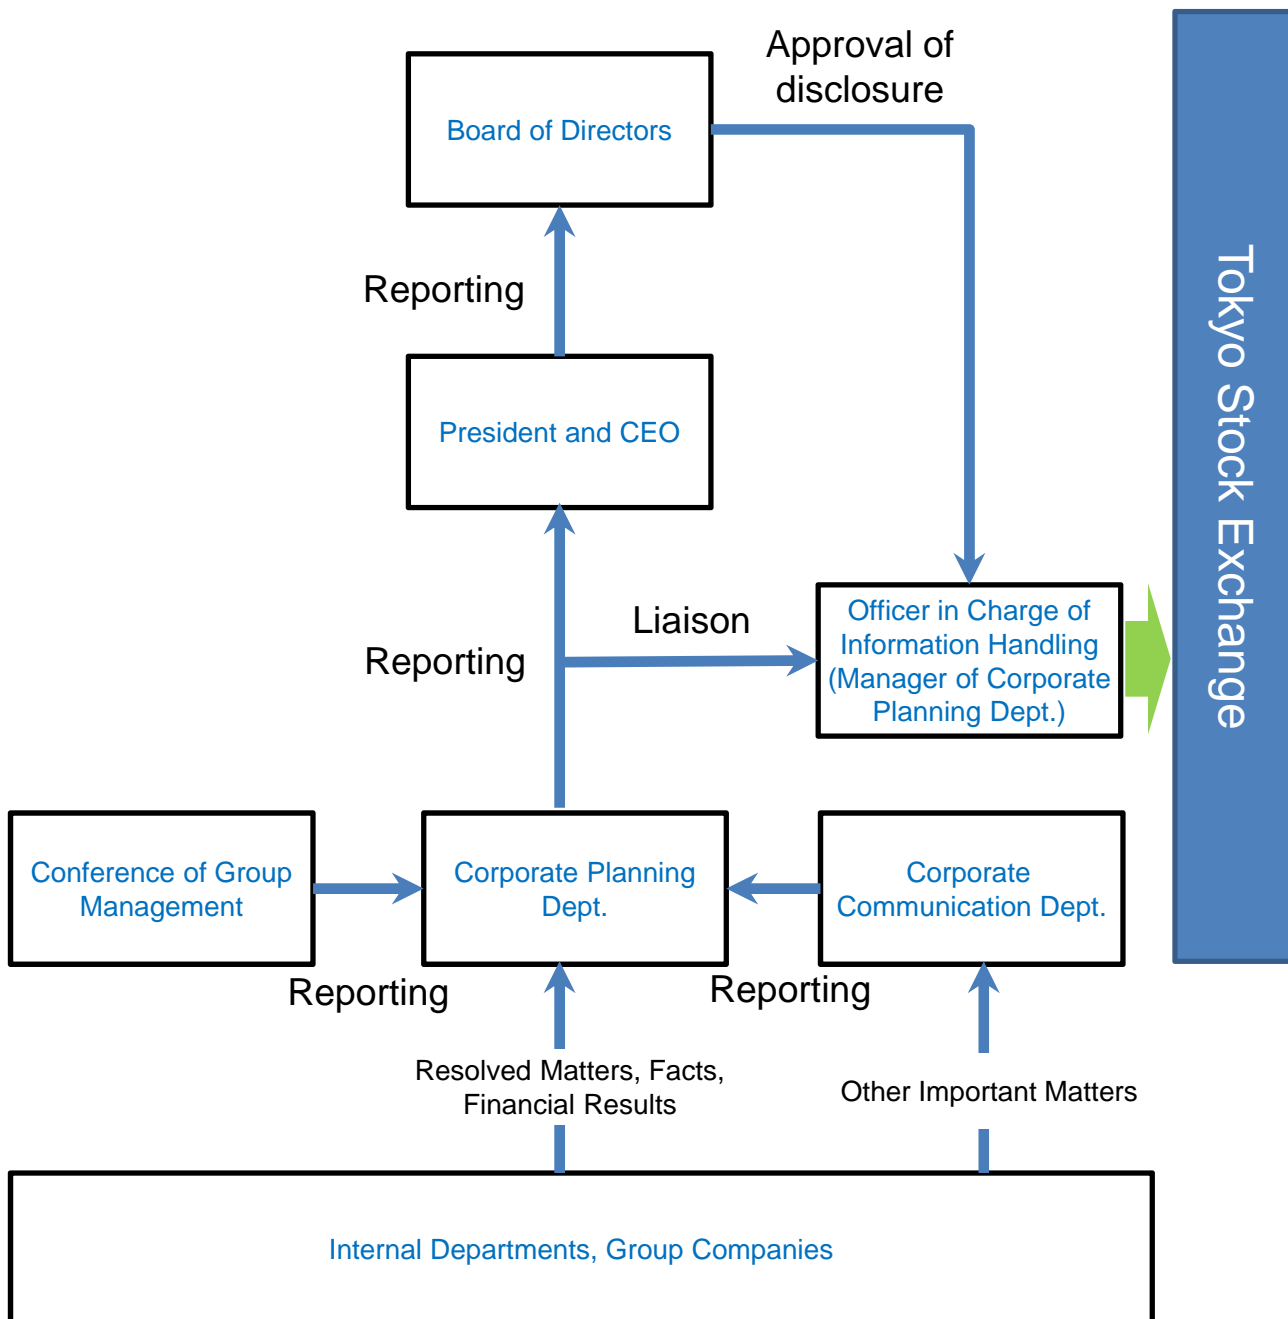 Approval of
disclosure
Board of Directors
Reporting
President and CEO
Tokyo Stock Exchange
Liaison
Reporting
Officer in Charge of
Information Handling
(Manager of Corporate
Planning Dept.)
Conference of Group
Management
Corporate Planning
Dept.
Corporate
Communication Dept.
Reporting
Reporting
Resolved Matters, Facts,
Financial Results
Other Important Matters
Internal Departments, Group Companies